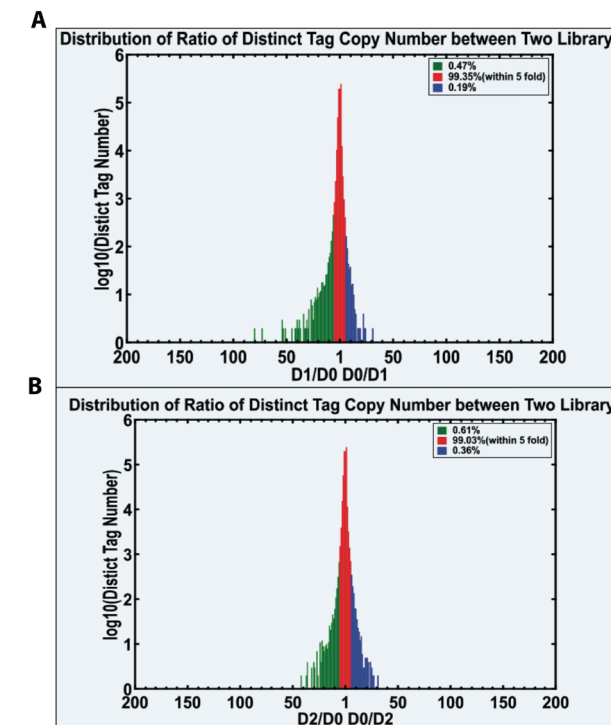 A
Distribution of Ratio of Distinct Tag Copy Number between Two Library
0.47%
99.35%(within 5 fold)
0.19%
log10(Distict Tag Number)
6
5
4
3
2
1
0
200 150 100 50 1 50 100 150 200
D1/D0 D0/D1
B
Distribution of Ratio of Distinct Tag Copy Number between Two Library
0.61%
99.03%(within 5 fold)
0.36%
log10(Distict Tag Number)
6
5
4
3
2
1
0
200 150 100 50 1 50 100 150 200
D2/D0 D0/D2